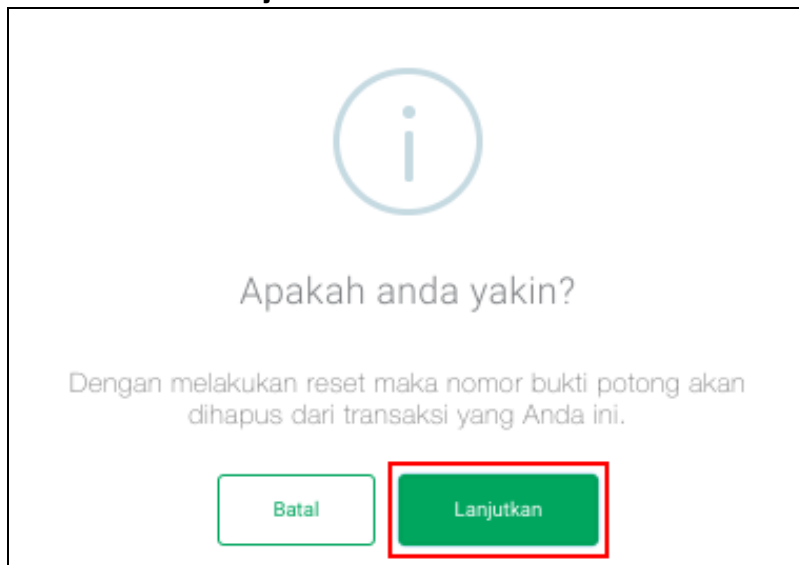 Apakah anda yakin?
Dengan melakukan reset maka nomor bukti potong akan
dihapus dari transaksi yang Anda ini.
Batal
Lanjutkan